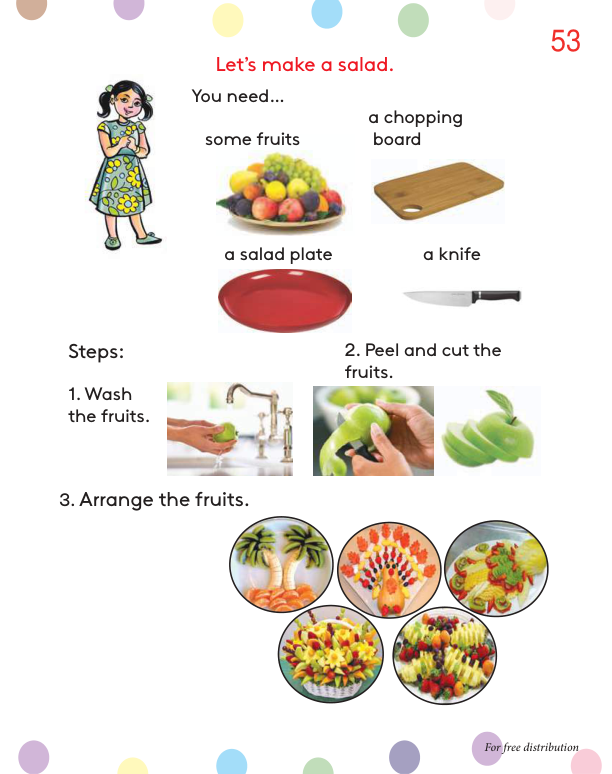 53
Let's make a salad.
You need...
a chopping
board
some fruits
a salad plate
a knife
Steps:
1. Wash
the fruits.
2. Peel and cut the
fruits.
3. Arrange the fruits.
For free distribution